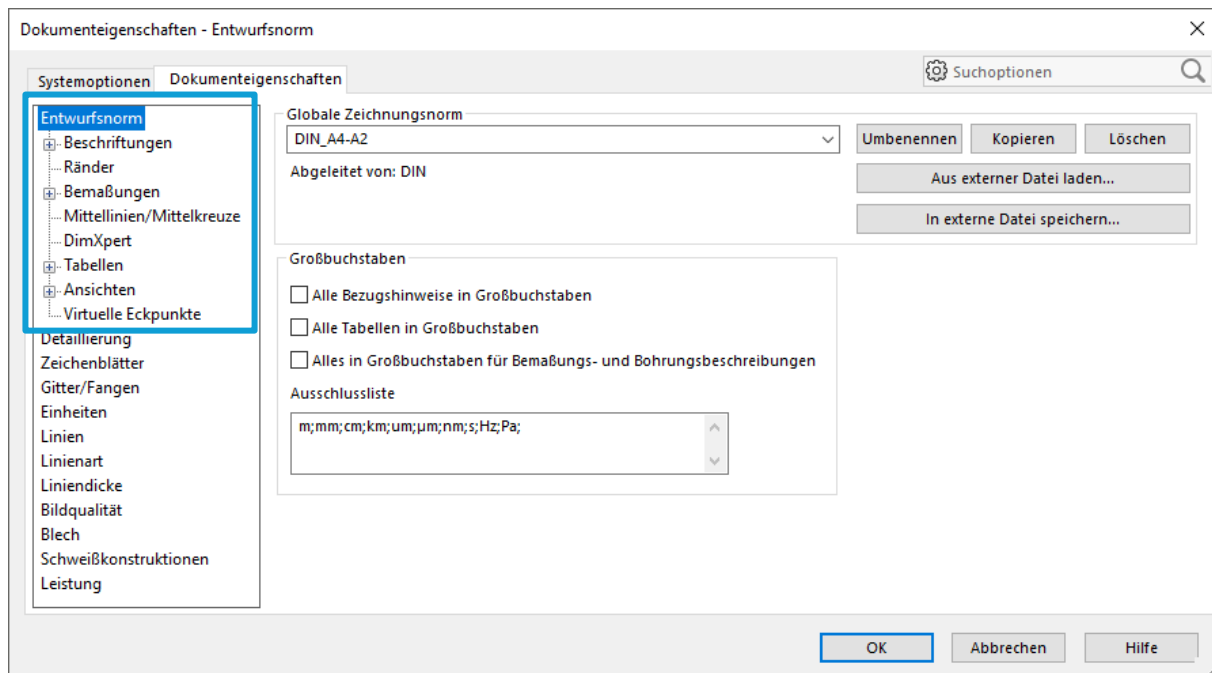 Dokumenteigenschaften - Entwurfsnorm
Systemoptionen
Dokumenteigenschaften
Suchoptionen
Entwurfsnorm
Beschriftungen
Ränder
Bemaßungen
Mittellinien/Mittelkreuze
DimXpert
Tabellen
Ansichten
Virtuelle Eckpunkte
Detaillierung
Zeichenblätter
Gitter/Fangen
Einheiten
Linien
Linienart
Liniendicke
Bildqualität
Blech
Schweißkonstruktionen
Leistung
Globale Zeichnungsnorm
DIN_A4-A2
Umbenennen
Kopieren
Löschen
Abgeleitet von: DIN
Aus externer Datei laden...
In externe Datei speichern...
Großbuchstaben
Alle Bezugshinweise in Großbuchstaben
Alle Tabellen in Großbuchstaben
Alles in Großbuchstaben für Bemaßungs- und Bohrungsbeschreibungen
Ausschlussliste
m;mm;cm;km;um;µm;nm;s;Hz;Pa;
OK
Abbrechen
Hilfe